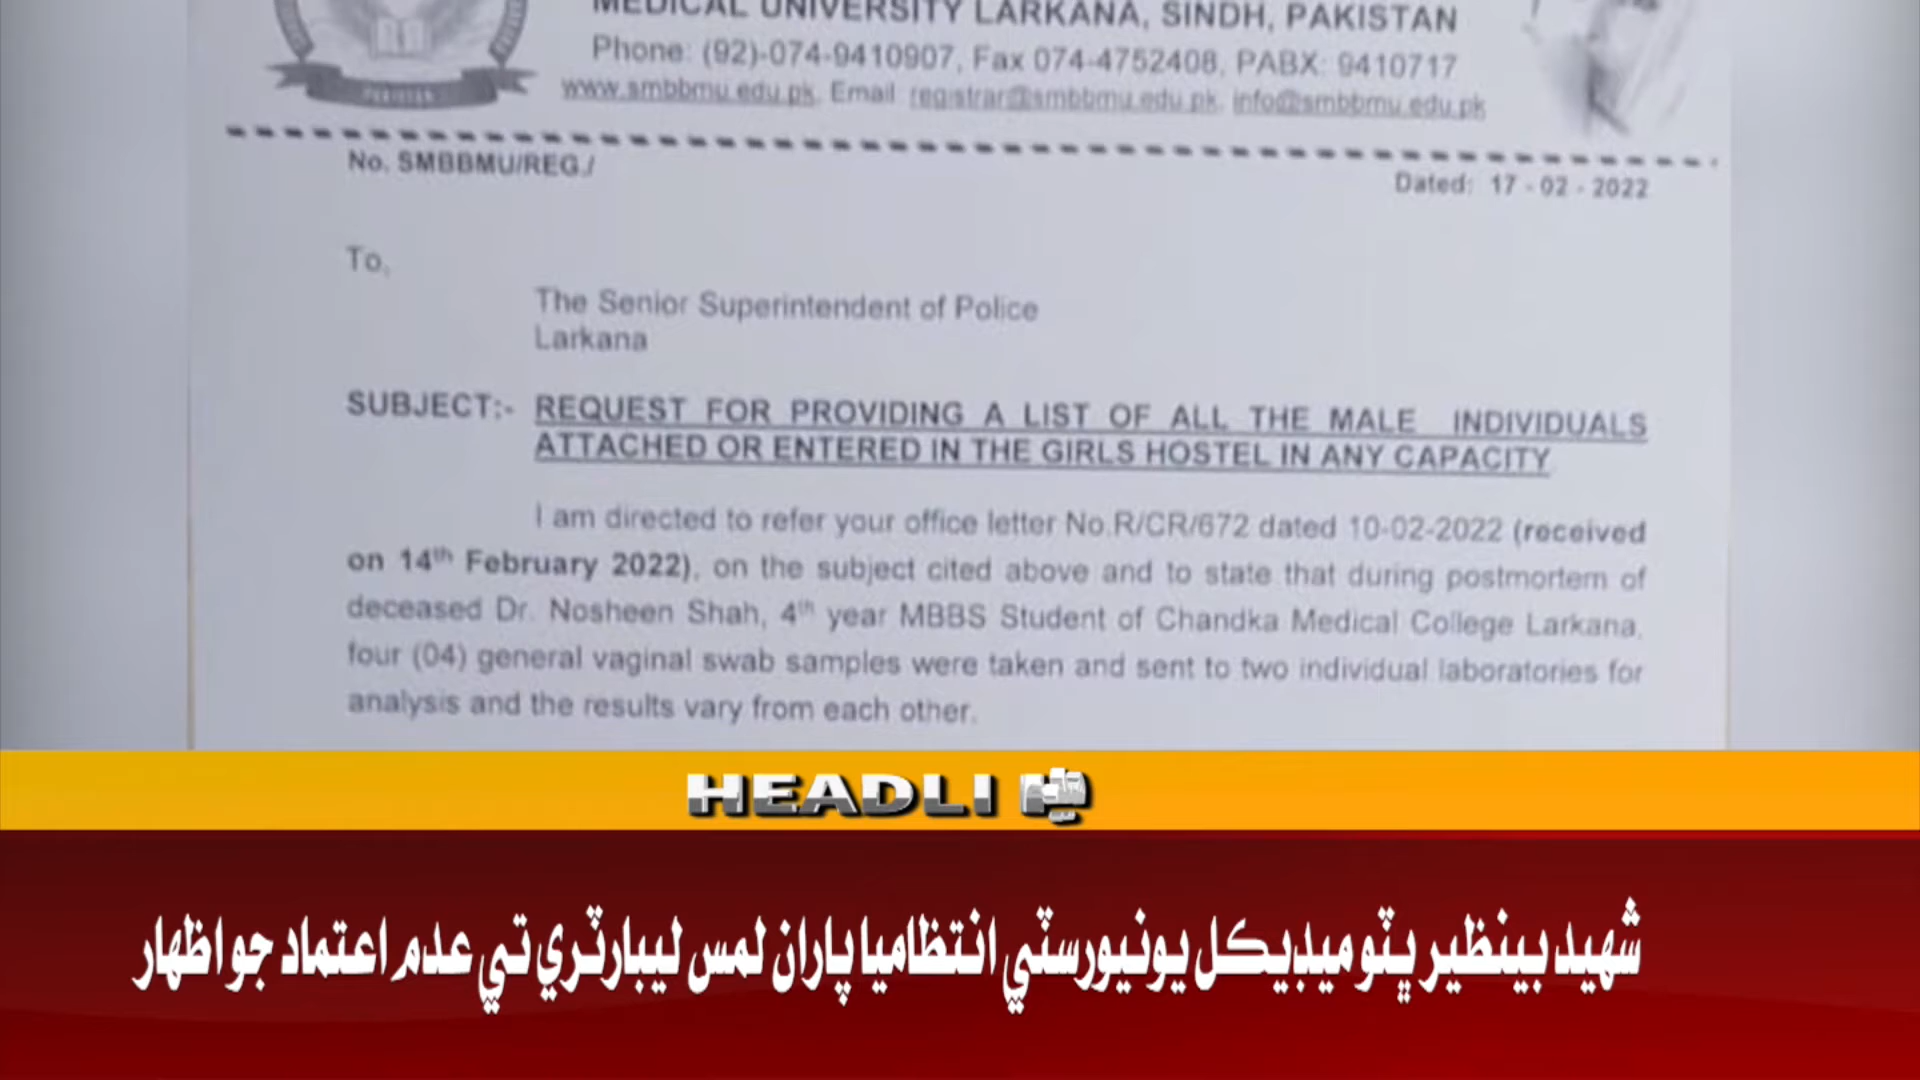 MEDICAL UNIVERSITY LARKANA, SINDH, PAKISTAN
Phone: (92)-074-9410907, Fax 074-4752408, PABX: 9410717
www.smbbmu.edu.pk, Email: registrar@smbbmu.edu.pk, info@smbbmu.edu.pk
PAKISTAN
No. SMBBMU/REG./
Dated: 17 - 02 - 2022
To,
The Senior Superintendent of Police
Larkana
SUBJECT:- REQUEST FOR PROVIDING A LIST OF ALL THE MALE INDIVIDUALS
ATTACHED OR ENTERED IN THE GIRLS HOSTEL IN ANY CAPACITY
I am directed to refer your office letter No.R/CR/672 dated 10-02-2022 (received
on 14th February 2022), on the subject cited above and to state that during postmortem of
deceased Dr. Nosheen Shah, 4th year MBBS Student of Chandka Medical College Larkana,
four (04) general vaginal swab samples were taken and sent to two individual laboratories for
analysis and the results vary from each other.
HEADLI
شهيد بينظير ڀٽو ميڊيڪل يونيورسٽي انتظاميا پاران لمس ليبارٽري تي عدم اعتماد جو اظهار